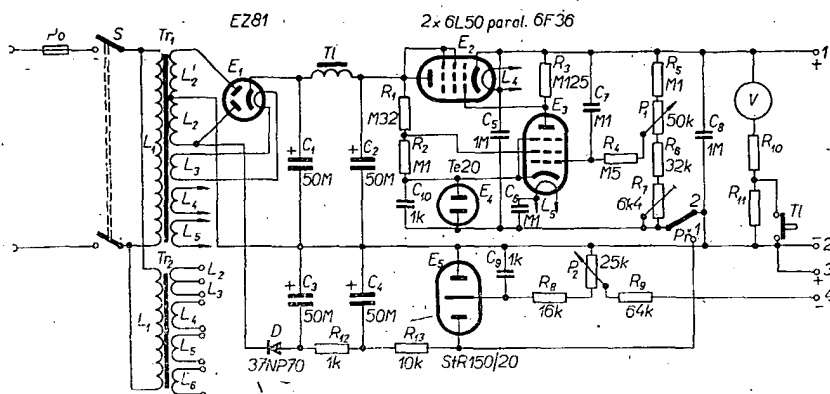 EZ81
2x 6L50 paral. 6F36
Po
S
Tr1
L2'
L2
L1
L3
L4
L5
E1
Tl
E2
L4
R1
M32
R2
M1
C10
1k
C1
50M
C2
50M
+
+
Te20
E4
C5
1M
C6
M1
R3
M125
E3
L5
C7
M1
R4
M5
R5
M1
P1
50k
R6
32k
R7
6k4
C8
1M
Př.
2
1
V
R10
R11
Tl
1
+
-2
3
+
4
-
Tr2
L1
L2
L3
L4
L5
L6
C3
50M
C4
50M
+
+
D
37NP70
R12
1k
R13
10k
E5
StR150/20
C9
1k
R8
16k
P2
25k
R9
64k